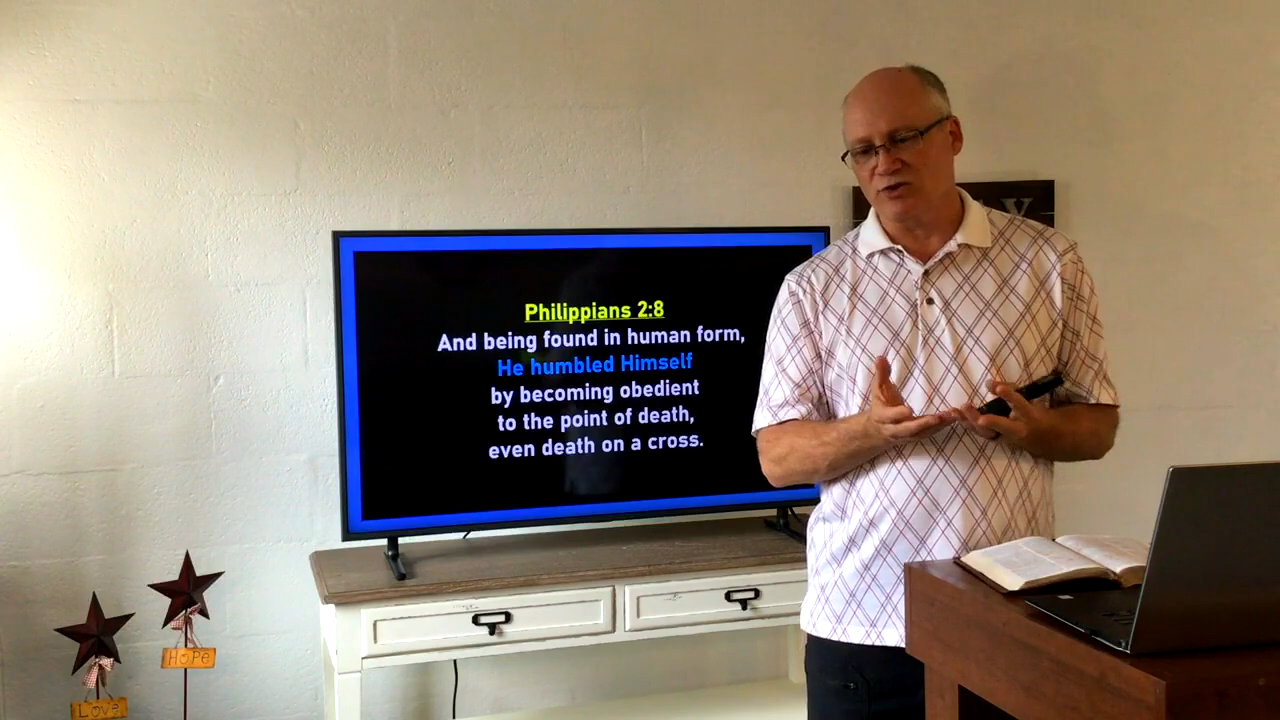 Philippians 2:8
And being found in human form,
He humbled Himself
by becoming obedient
to the point of death,
even death on a cross.
HoPe
Love